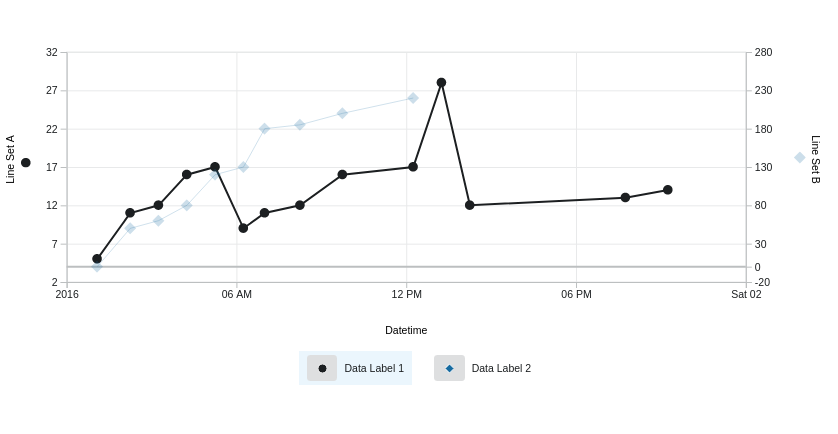 Line Set A
32
27
22
17
12
7
2
280
230
180
130
80
30
0
-20
Line Set B
2016
06 AM
12 PM
06 PM
Sat 02
Datetime
Data Label 1
Data Label 2